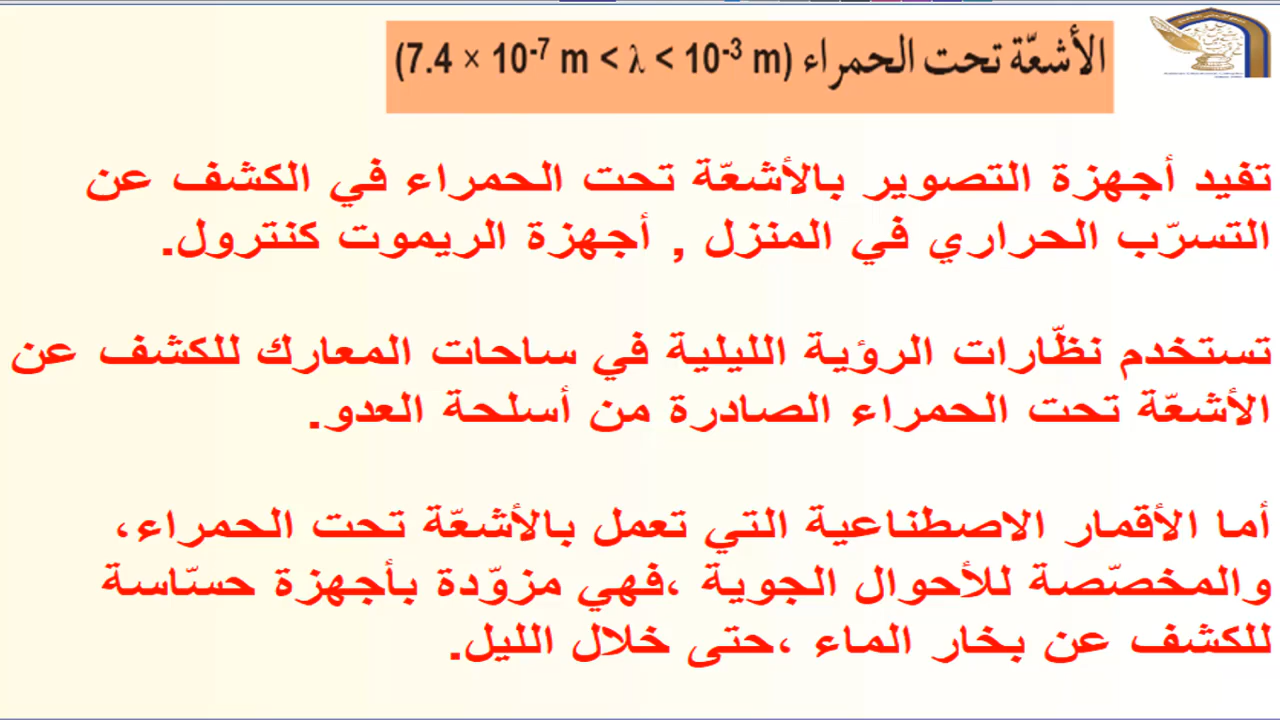 الأشعّة تحت الحمراء (7.4 × 10-7 m < λ < 10-3 m)
تفيد أجهزة التصوير بالأشعّة تحت الحمراء في الكشف عن
التسرّب الحراري في المنزل , أجهزة الريموت كنترول.
تستخدم نظّارات الرؤية الليلية في ساحات المعارك للكشف عن
الأشعّة تحت الحمراء الصادرة من أسلحة العدو.
أما الأقمار الاصطناعية التي تعمل بالأشعّة تحت الحمراء،
والمخصّصة للأحوال الجوية ،فهي مزوّدة بأجهزة حسّاسة
للكشف عن بخار الماء ،حتى خلال الليل.